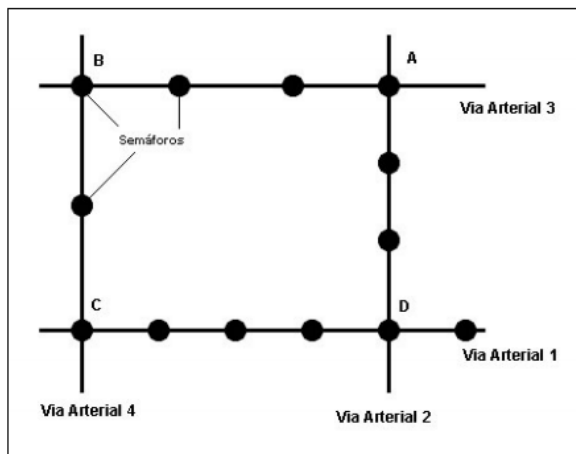 B
A
Via Arterial 3
Semáforos
C
D
Via Arterial 1
Via Arterial 4
Via Arterial 2